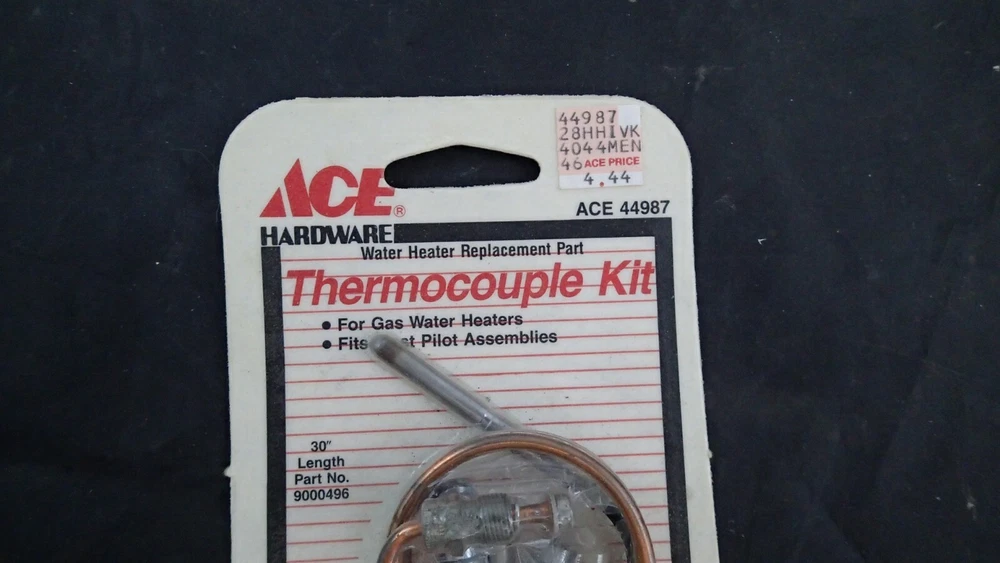 44987
28HHIVK
4044MEN
46 ACE PRICE
4.44
ACE®
HARDWARE
ACE 44987
Water Heater Replacement Part
Thermocouple Kit
• For Gas Water Heaters
• Fits Pilot Assemblies
30"
Length
Part No.
9000496